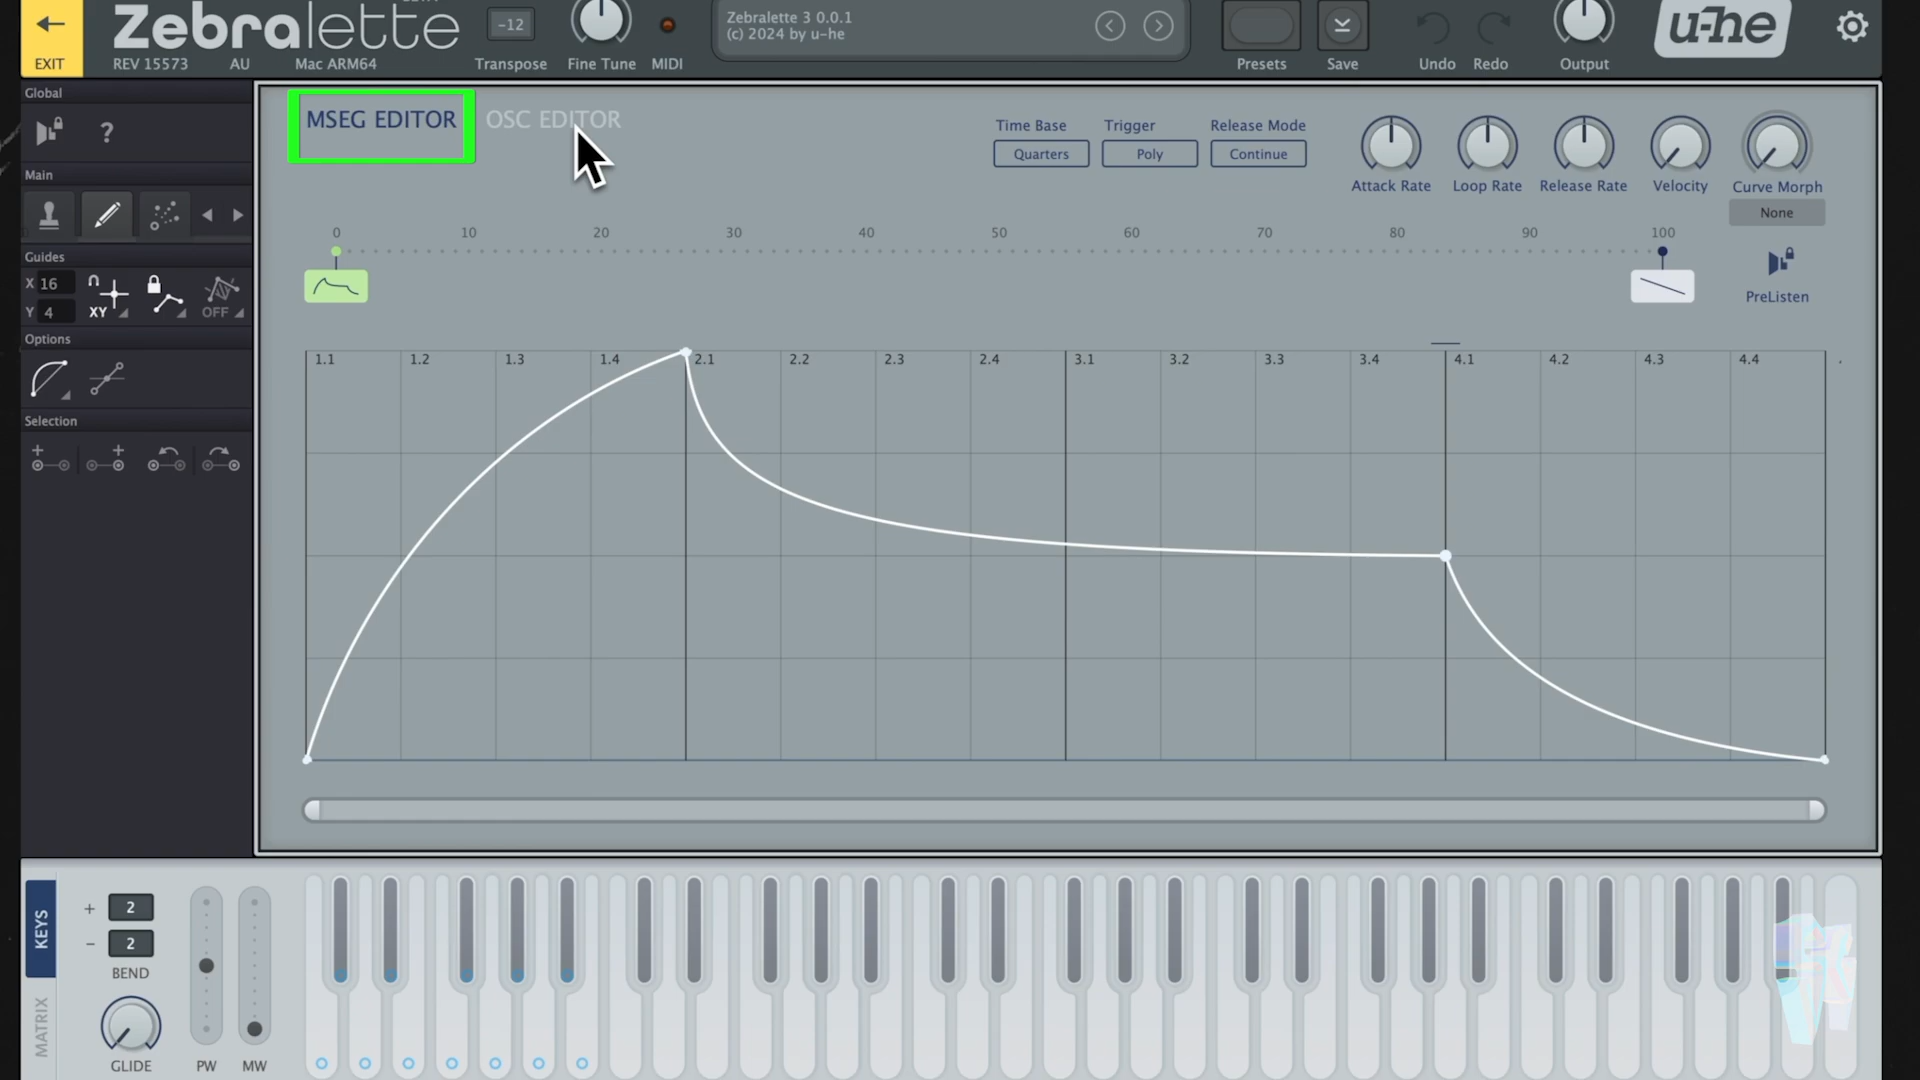 EXIT
Zebralette
REV 15573
AU
Mac ARM64
-12
Transpose
Fine Tune
MIDI
Zebralette 3 0.0.1
(c) 2024 by u-he
Presets
Save
Undo
Redo
Output
u-he
Global
?
Main
Guides
X 16
Y 4
XY
OFF
Options
Selection
MSEG EDITOR
OSC EDITOR
Time Base
Quarters
Trigger
Poly
Release Mode
Continue
Attack Rate
Loop Rate
Release Rate
Velocity
Curve Morph
None
0 10 20 30 40 50 60 70 80 90 100
PreListen
1.1 1.2 1.3 1.4 2.1 2.2 2.3 2.4 3.1 3.2 3.3 3.4 4.1 4.2 4.3 4.4
KEYS
MATRIX
+ 2
- 2
BEND
GLIDE
PW
MW